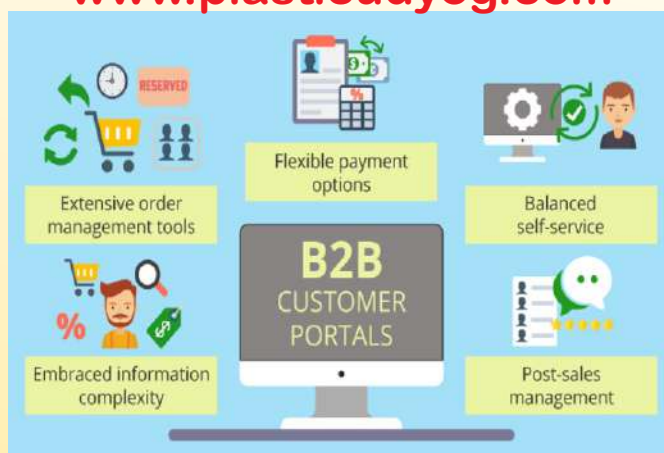 RESERVED
%
Flexible payment
options
Extensive order
management tools
Balanced
self-service
B2B
CUSTOMER
PORTALS
%
$
Embraced information
complexity
Post-sales
management